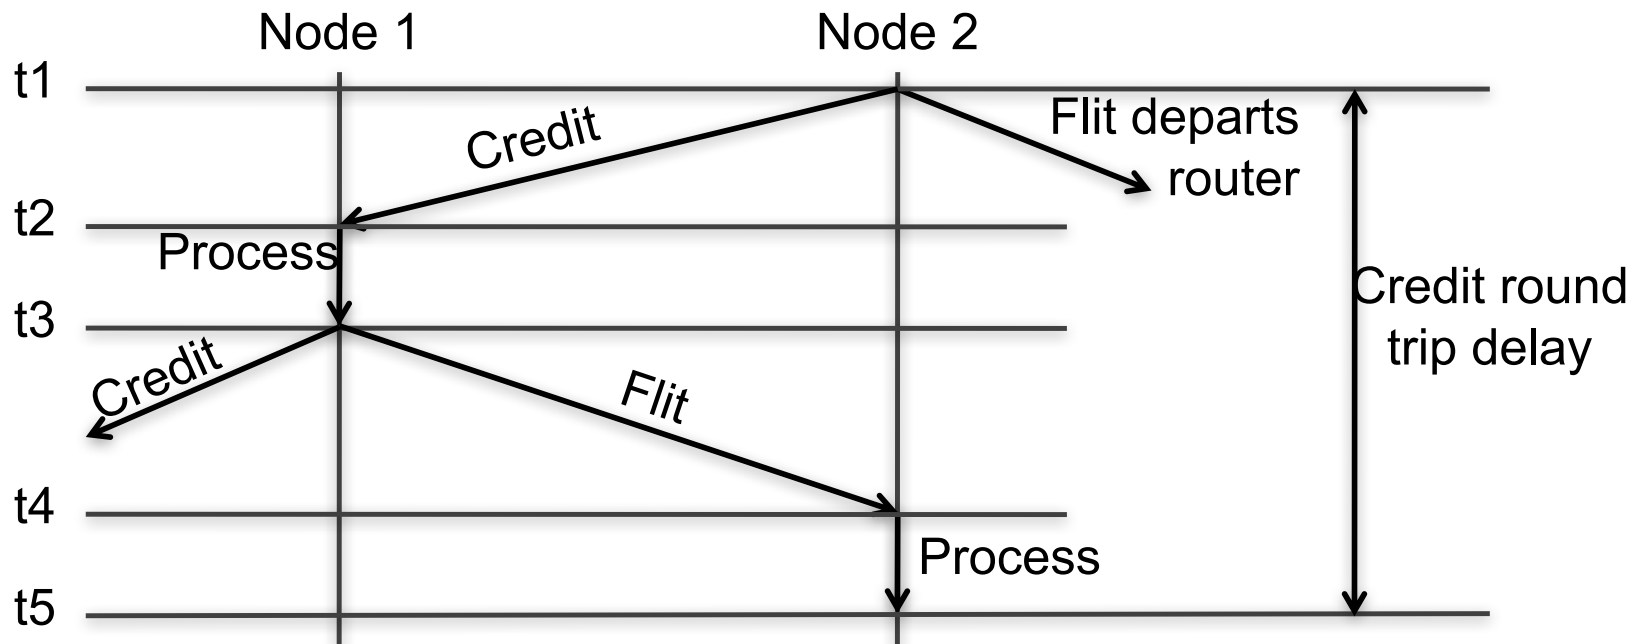 Node 1
Node 2
t1
Credit
Flit departs
router
t2
Process
Credit round
trip delay
t3
Credit
Flit
t4
Process
t5